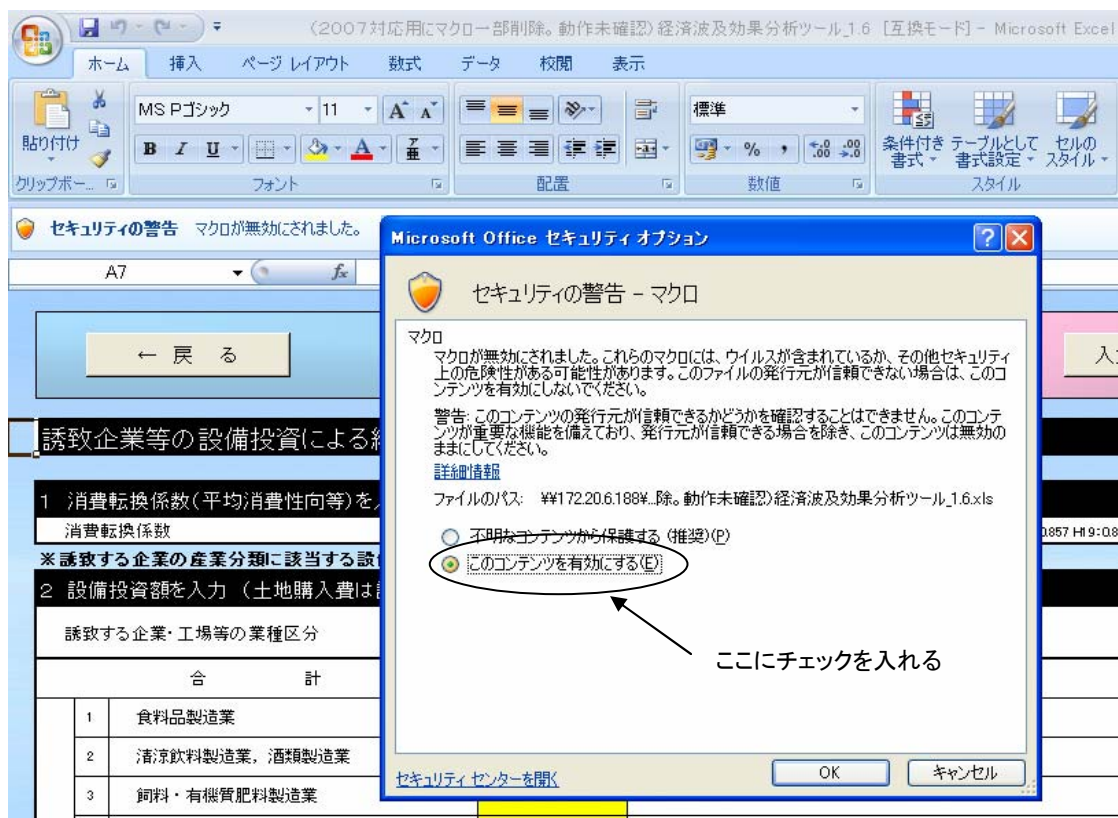 (2007対応用にマクロ一部削除。動作未確認)経済波及効果分析ツール_1.6 [互換モード] - Microsoft Excel
ホーム 挿入 ページ レイアウト 数式 データ 校閲 表示
MS Pゴシック 11 A A 標準
貼り付け B I U A % , 条件付き書式 テーブルとして書式設定 セルのスタイル
クリップボー... フォント 配置 数値 スタイル
セキュリティの警告 マクロが無効にされました。
A7 fx
← 戻 る
誘致企業等の設備投資による
1 消費転換係数(平均消費性向等)を
消費転換係数
0.857 H19:0.8
※誘致する企業の産業分類に該当する設
2 設備投資額を入力 (土地購入費は
誘致する企業・工場等の業種区分
合 計
1 食料品製造業
2 清涼飲料製造業，酒類製造業
3 飼料・有機質肥料製造業
Microsoft Office セキュリティ オプション
セキュリティの警告 - マクロ
マクロ
マクロが無効にされました。これらのマクロには、ウイルスが含まれているか、その他セキュリティ
上の危険性がある可能性があります。このファイルの発行元が信頼できない場合は、このコ
ンテンツを有効にしないでください。
警告: このコンテンツの発行元が信頼できるかどうかを確認することはできません。このコンテ
ンツが重要な機能を備えており、発行元が信頼できる場合を除き、このコンテンツは無効の
ままにしてください。
詳細情報
ファイルのパス: ¥¥172.20.6.188¥...除。動作未確認)経済波及効果分析ツール_1.6.xls
不明なコンテンツから保護する (推奨)(P)
このコンテンツを有効にする(E)
ここにチェックを入れる
セキュリティ センターを開く
OK キャンセル